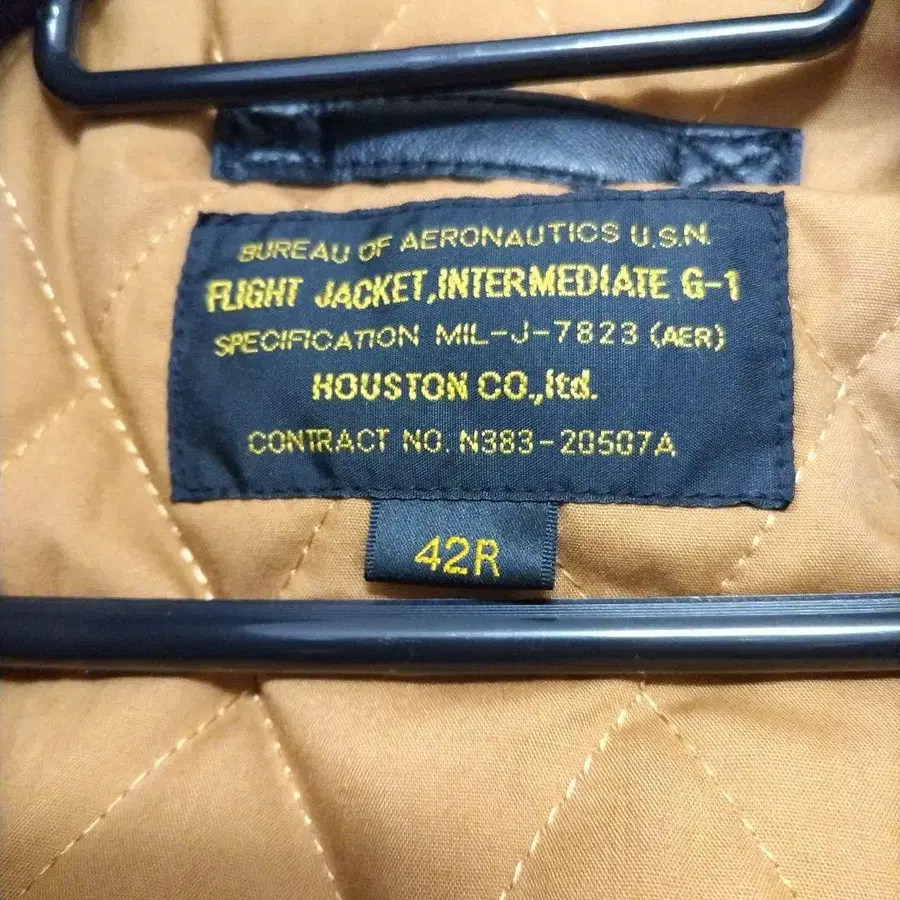 BUREAU OF AERONAUTICS U.S.N.
FLIGHT JACKET,INTERMEDIATE G-1
SPECIFICATION MIL-J-7823 (AER)
HOUSTON CO.,ltd.
CONTRACT NO. N383-20507A
42R